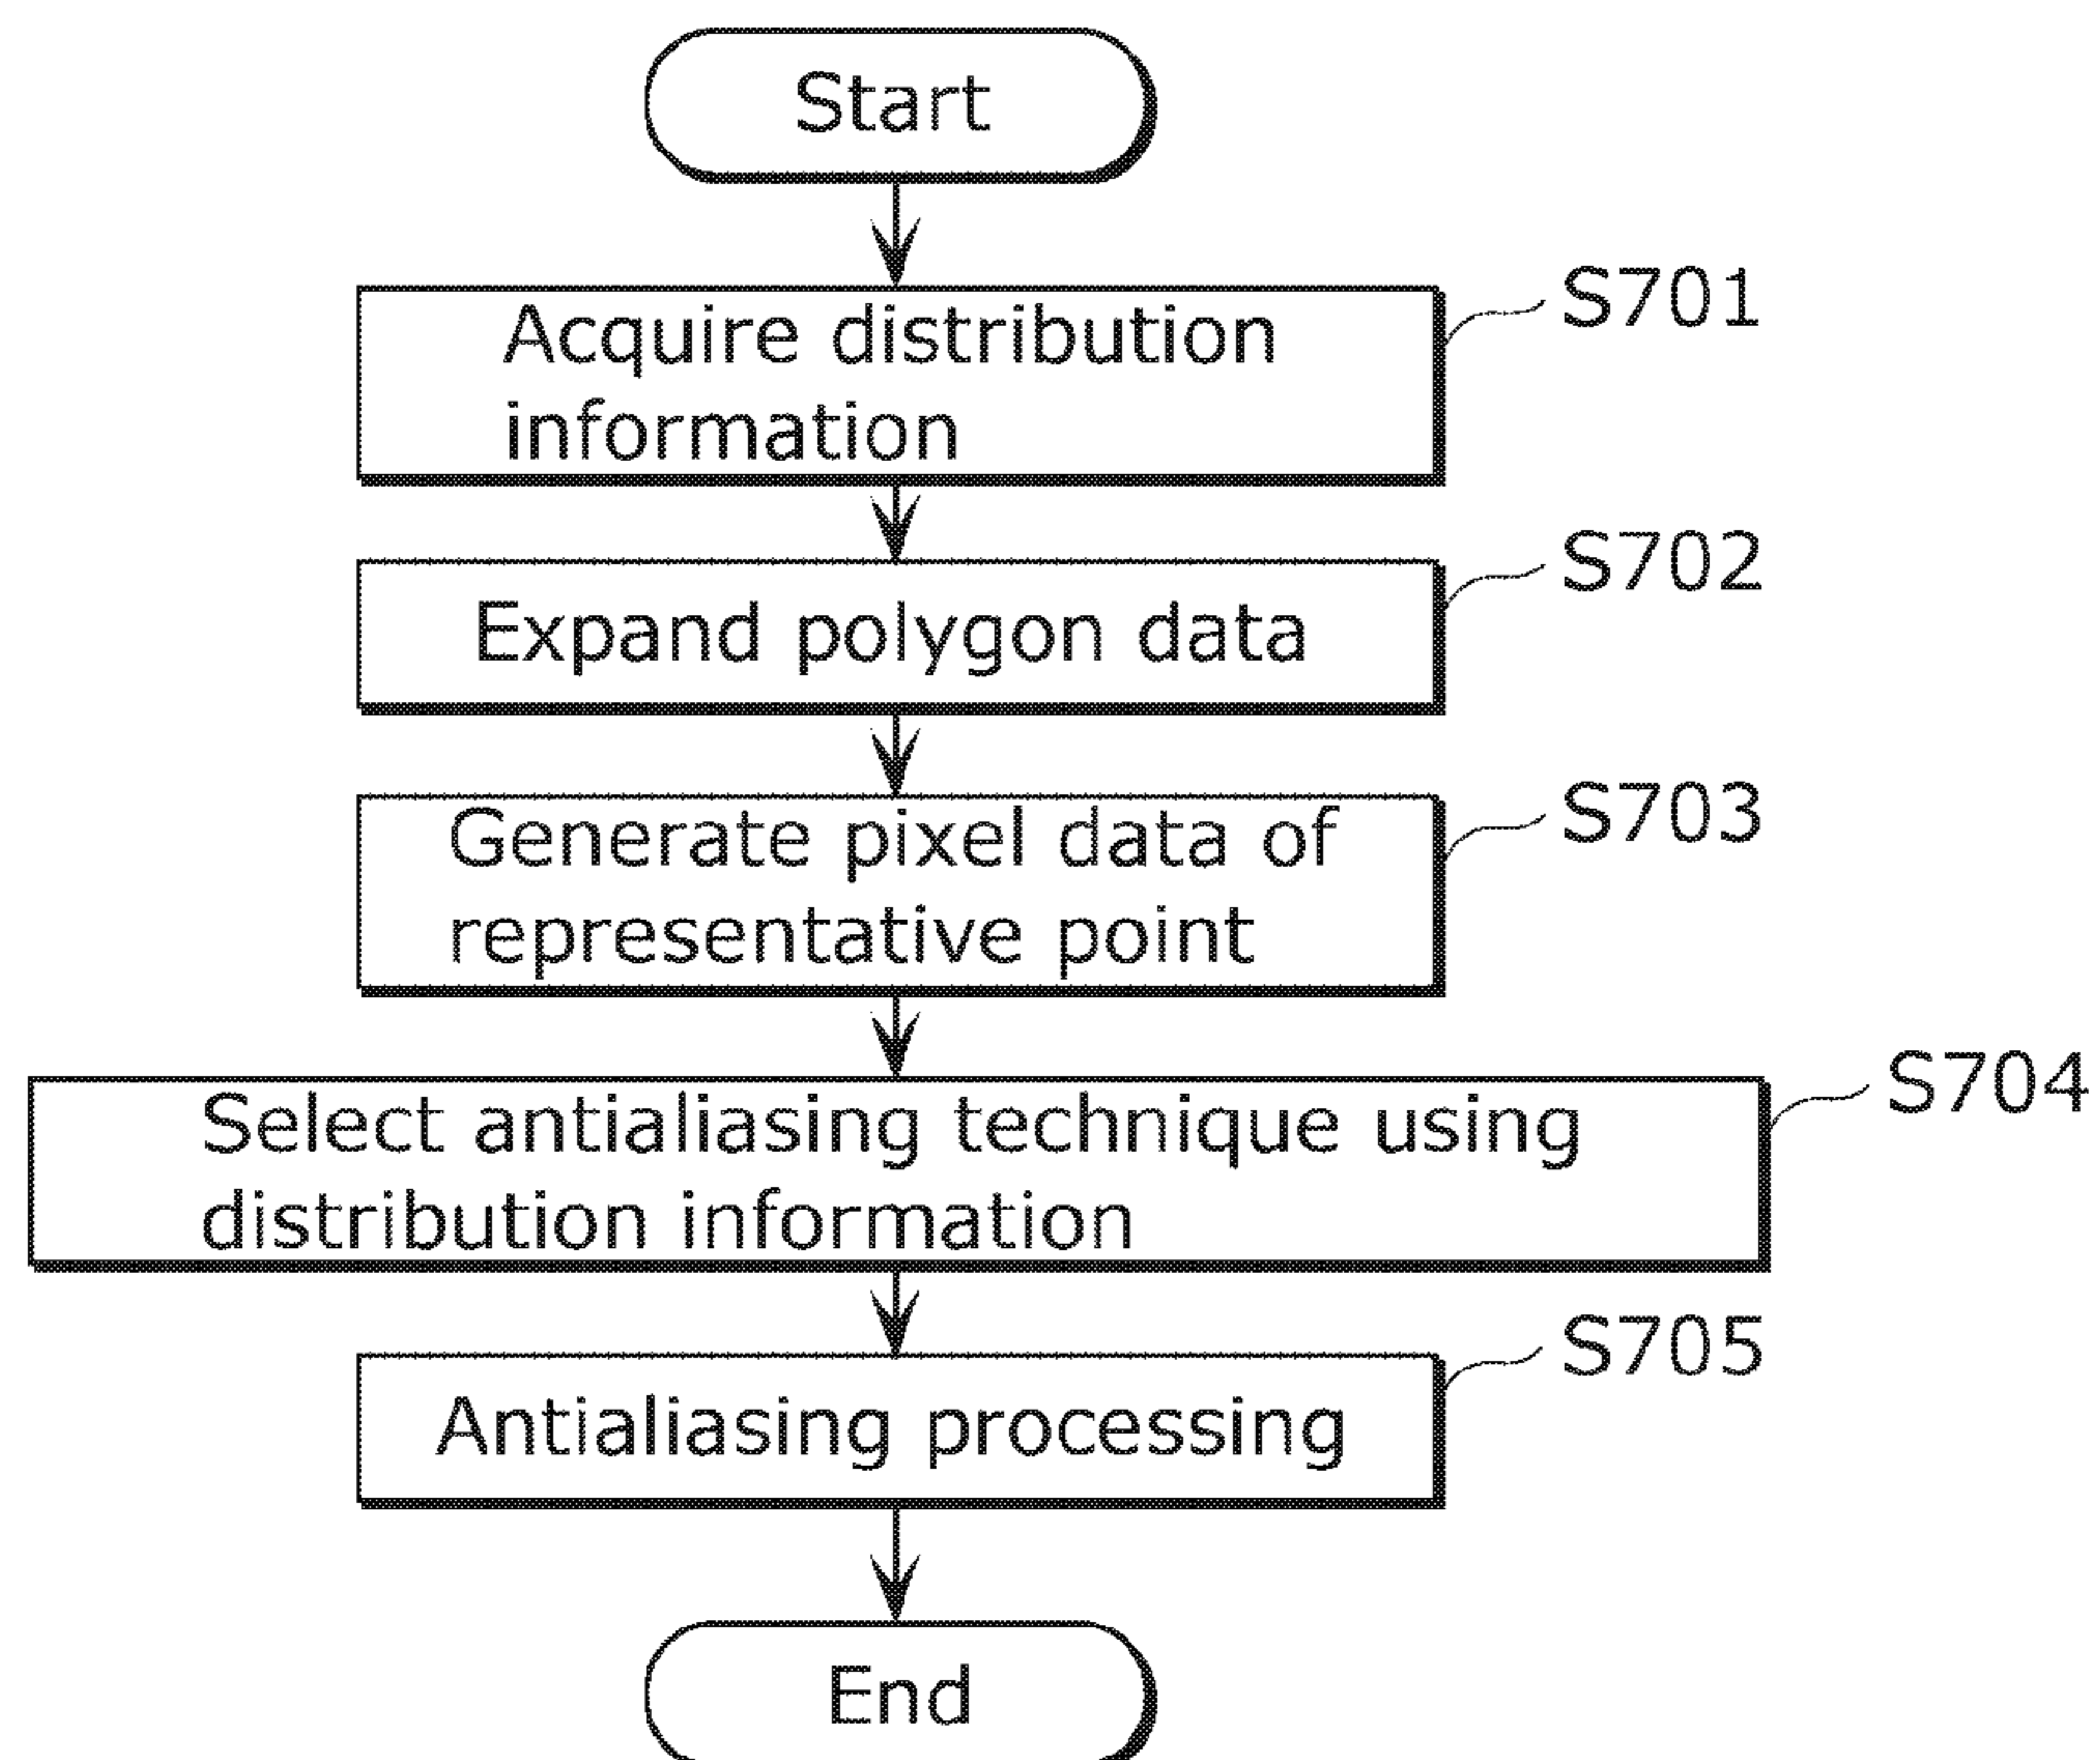 Start
Acquire distribution
information
S701
Expand polygon data
S702
Generate pixel data of
representative point
S703
Select antialiasing technique using
distribution information
S704
Antialiasing processing
S705
End